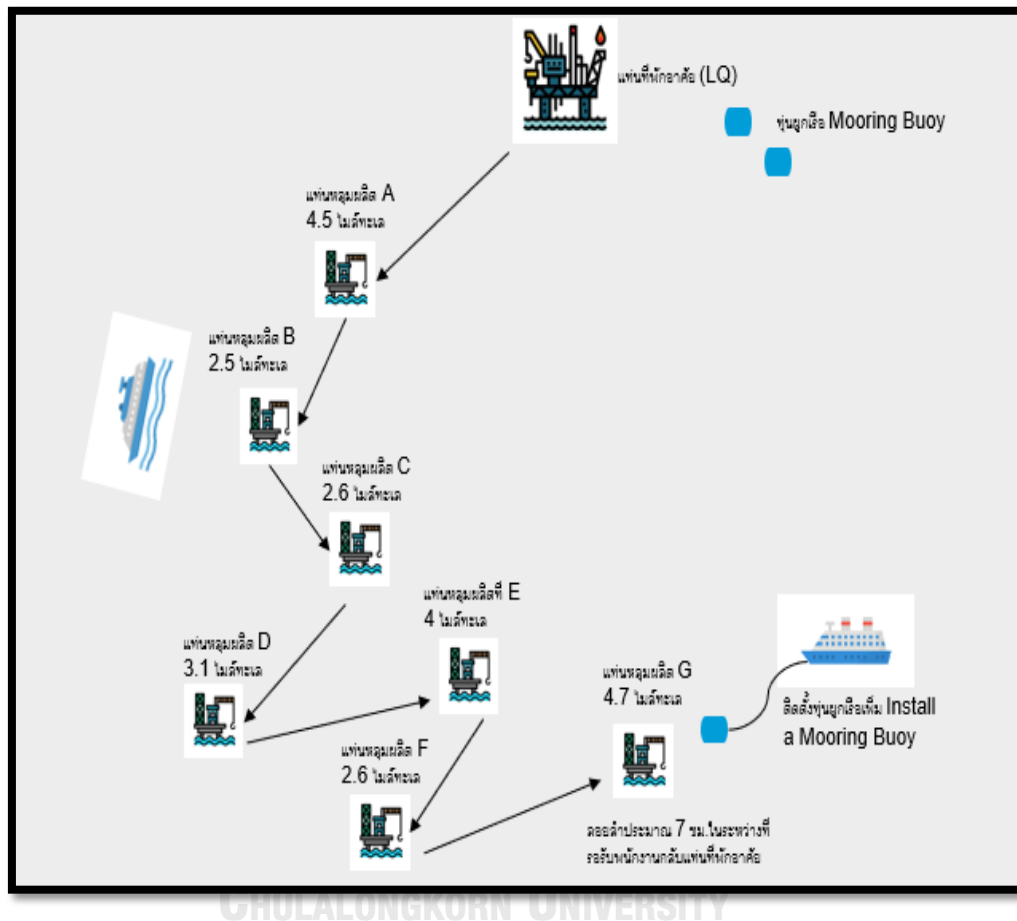 แท่นที่พักอาศัย (LQ)
ทุ่นผูกเรือ Mooring Buoy
แท่นหลุมผลิต A
4.5 ไมล์ทะเล
แท่นหลุมผลิต B
2.5 ไมล์ทะเล
แท่นหลุมผลิต C
2.6 ไมล์ทะเล
แท่นหลุมผลิตที่ E
4 ไมล์ทะเล
แท่นหลุมผลิต D
3.1 ไมล์ทะเล
แท่นหลุมผลิต G
4.7 ไมล์ทะเล
ติดตั้งทุ่นผูกเรือเพิ่ม Install
a Mooring Buoy
แท่นหลุมผลิต F
2.6 ไมล์ทะเล
ลอยลำประมาณ 7 ชม.ในระหว่างที่
รอรับพนักงานกลับแท่นที่พักอาศัย
CHULALONGKORN UNIVERSITY